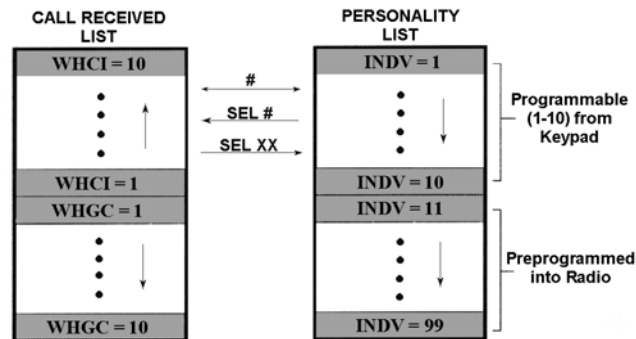 CALL RECEIVED
LIST
PERSONALITY
LIST
WHCI = 10
WHCI = 1
WHGC = 1
WHGC = 10
#
SEL #
SEL XX
INDV = 1
INDV = 10
INDV = 11
INDV = 99
Programmable
(1-10) from
Keypad
Preprogrammed
into Radio